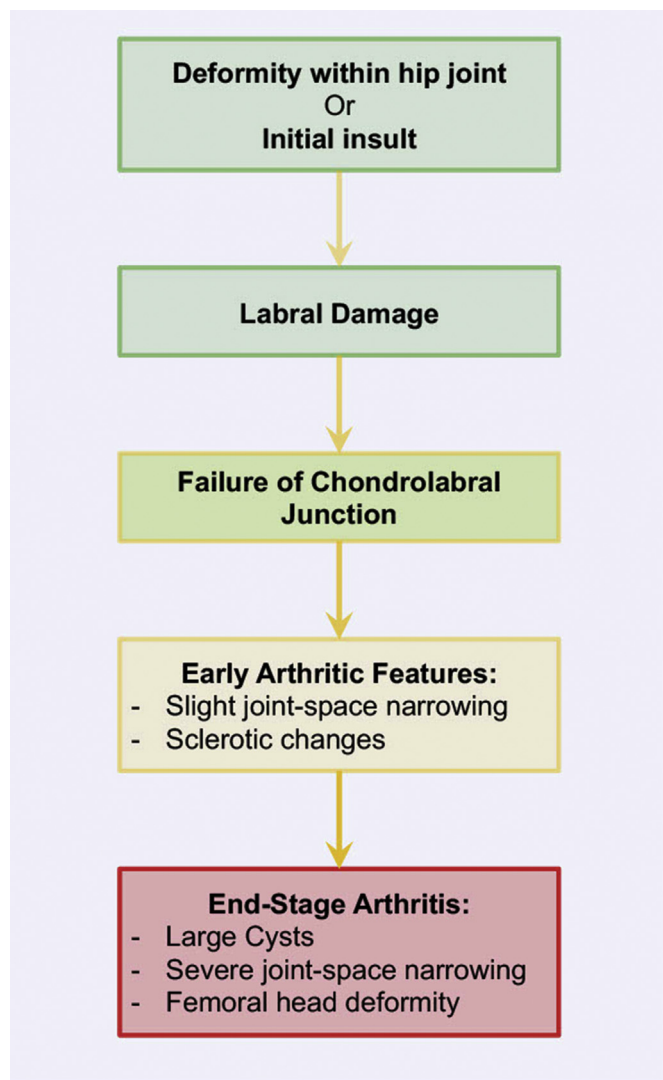 Deformity within hip joint
Or
Initial insult
Labral Damage
Failure of Chondrolabral
Junction
Early Arthritic Features:
- Slight joint-space narrowing
- Sclerotic changes
End-Stage Arthritis:
- Large Cysts
- Severe joint-space narrowing
- Femoral head deformity